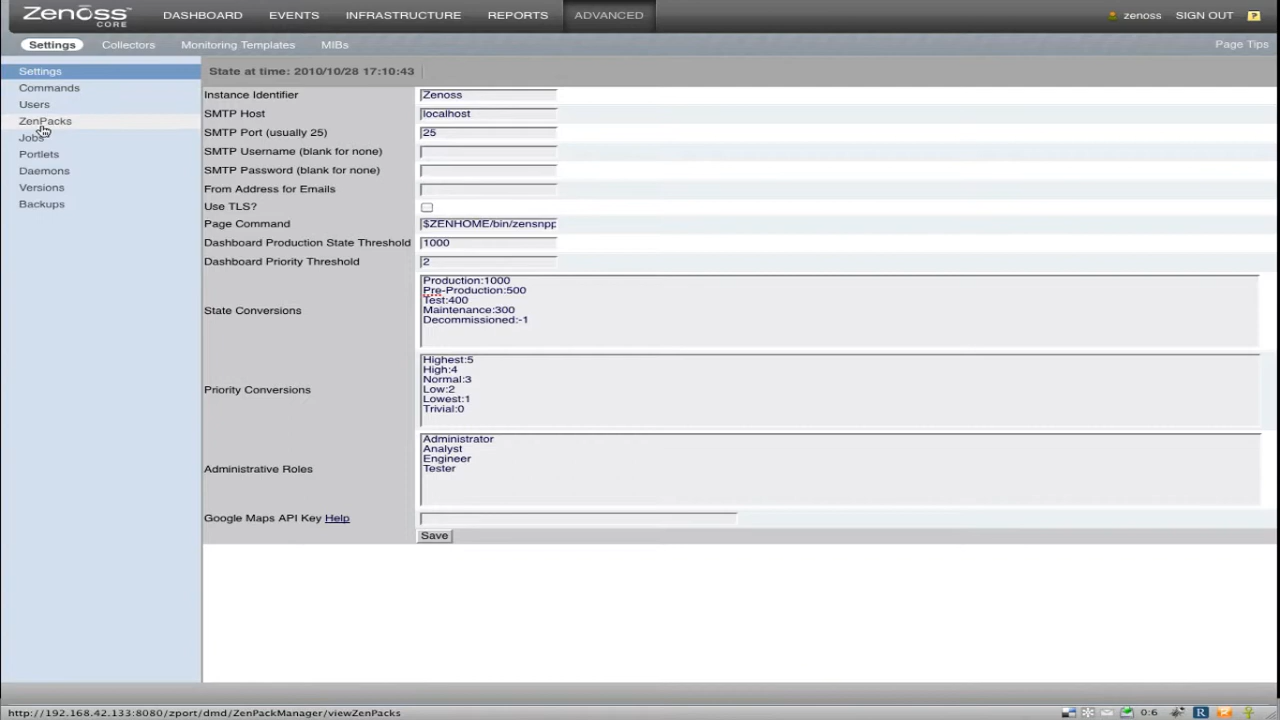 Zenoss
CORE
DASHBOARD EVENTS INFRASTRUCTURE REPORTS ADVANCED
zenoss SIGN OUT ?
Settings Collectors Monitoring Templates MIBs
Page Tips
Settings
Commands
Users
ZenPacks
Jobs
Portlets
Daemons
Versions
Backups
State at time: 2010/10/28 17:10:43
Instance Identifier Zenoss
SMTP Host localhost
SMTP Port (usually 25) 25
SMTP Username (blank for none)
SMTP Password (blank for none)
From Address for Emails
Use TLS?
Page Command $ZENHOME/bin/zensnpp
Dashboard Production State Threshold 1000
Dashboard Priority Threshold 2
State Conversions
Production:1000
Pre-Production:500
Test:400
Maintenance:300
Decommissioned:-1
Priority Conversions
Highest:5
High:4
Normal:3
Low:2
Lowest:1
Trivial:0
Administrative Roles
Administrator
Analyst
Engineer
Tester
Google Maps API Key Help
Save
http://192.168.42.133:8080/zport/dmd/ZenPackManager/viewZenPacks
0:6
R